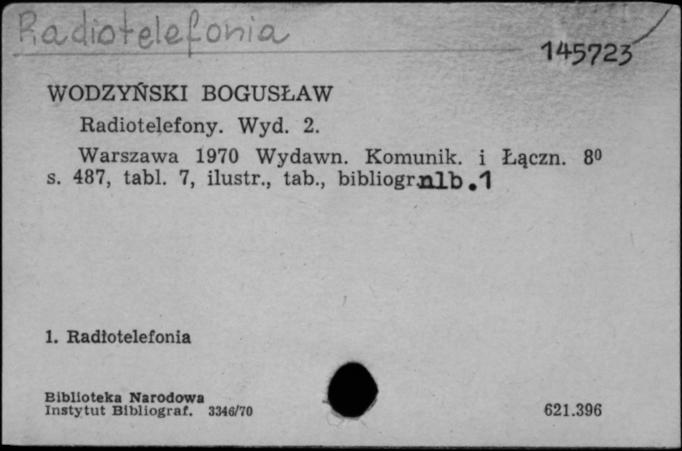 Radiotelefonia
145723
WODZYŃSKI BOGUSŁAW
Radiotelefony. Wyd. 2.
Warszawa 1970 Wydawn. Komunik. i Łączn. 8⁰
s. 487, tabl. 7, ilustr., tab., bibliogr. nlb.1
1. Radiotelefonia
Biblioteka Narodowa
Instytut Bibliograf. 3346/70
621.396